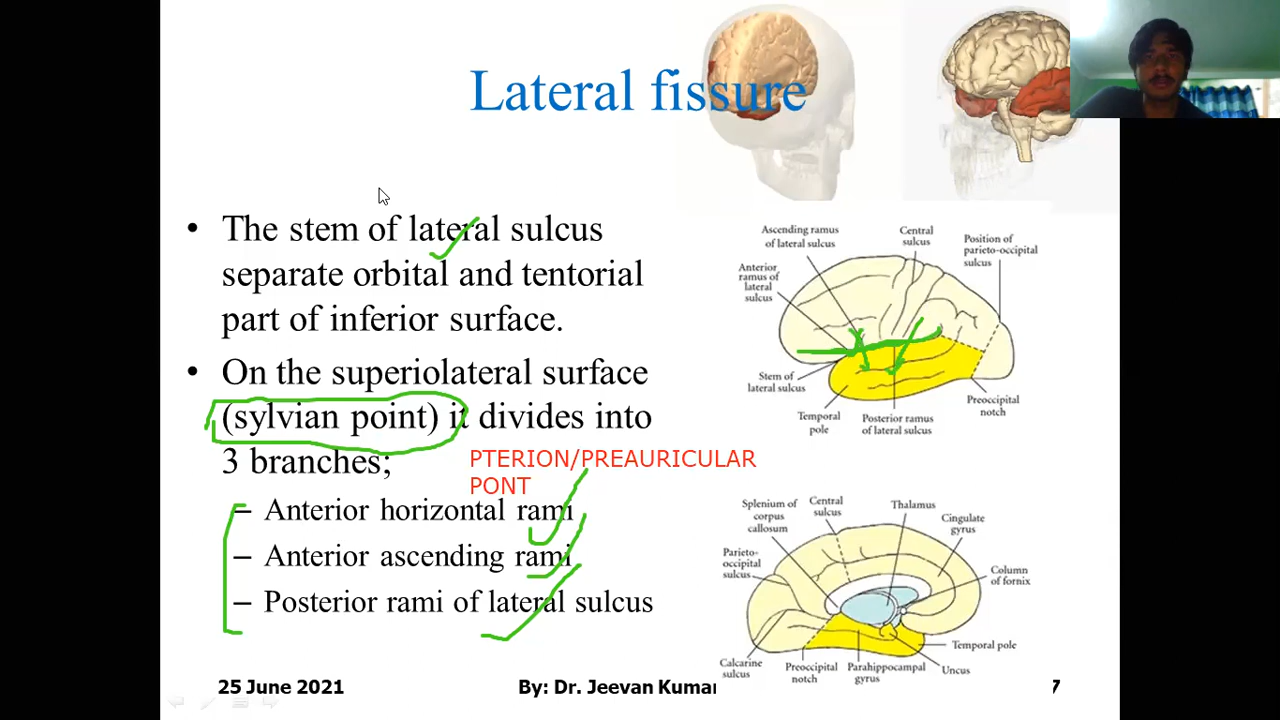 Lateral fissure
• The stem of lateral sulcus
separate orbital and tentorial
part of inferior surface.
• On the superiolateral surface
(sylvian point) it divides into
3 branches;
PTERION/PREAURICULAR
PONT
– Anterior horizontal rami
– Anterior ascending rami
– Posterior rami of lateral sulcus
Ascending ramus
of lateral sulcus
Central
sulcus
Position of
parieto-occipital
sulcus
Anterior
ramus of
lateral
sulcus
Stem of
lateral sulcus
Temporal
pole
Posterior ramus
of lateral sulcus
Preoccipital
notch
Splenium of
corpus
callosum
Central
sulcus
Thalamus
Cingulate
gyrus
Parieto-
occipital
sulcus
Column
of fornix
Temporal pole
Calcarine
sulcus
Preoccipital
notch
Parahippocampal
gyrus
Uncus
25 June 2021
By: Dr. Jeevan Kumar
7